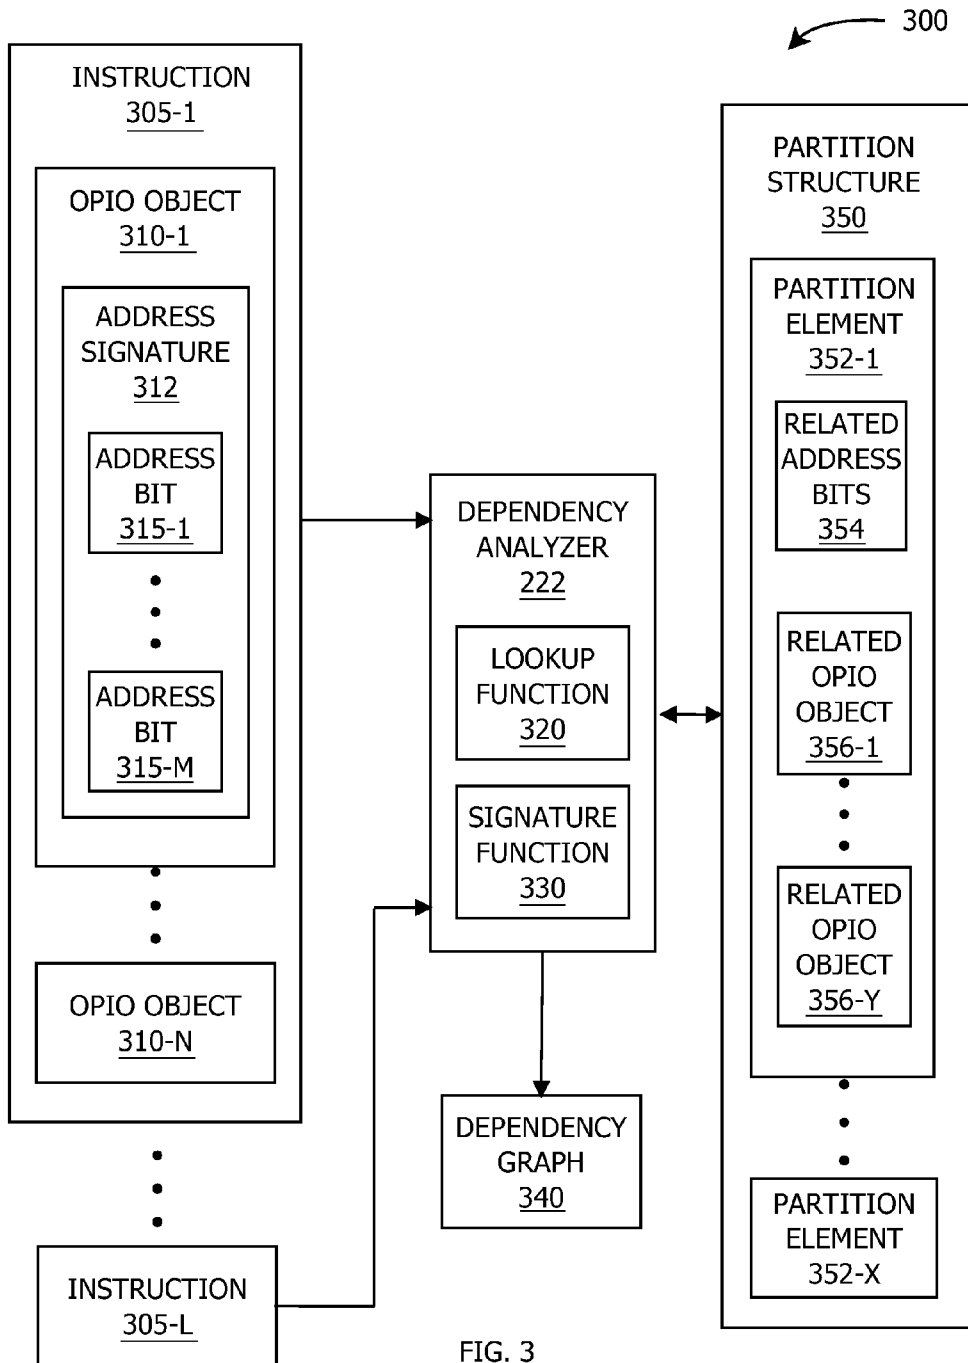 300
INSTRUCTION
305-1
OPIO OBJECT
310-1
ADDRESS
SIGNATURE
312
ADDRESS
BIT
315-1
ADDRESS
BIT
315-M
OPIO OBJECT
310-N
INSTRUCTION
305-L
DEPENDENCY
ANALYZER
222
LOOKUP
FUNCTION
320
SIGNATURE
FUNCTION
330
DEPENDENCY
GRAPH
340
PARTITION
STRUCTURE
350
PARTITION
ELEMENT
352-1
RELATED
ADDRESS
BITS
354
RELATED
OPIO
OBJECT
356-1
RELATED
OPIO
OBJECT
356-Y
PARTITION
ELEMENT
352-X
FIG. 3